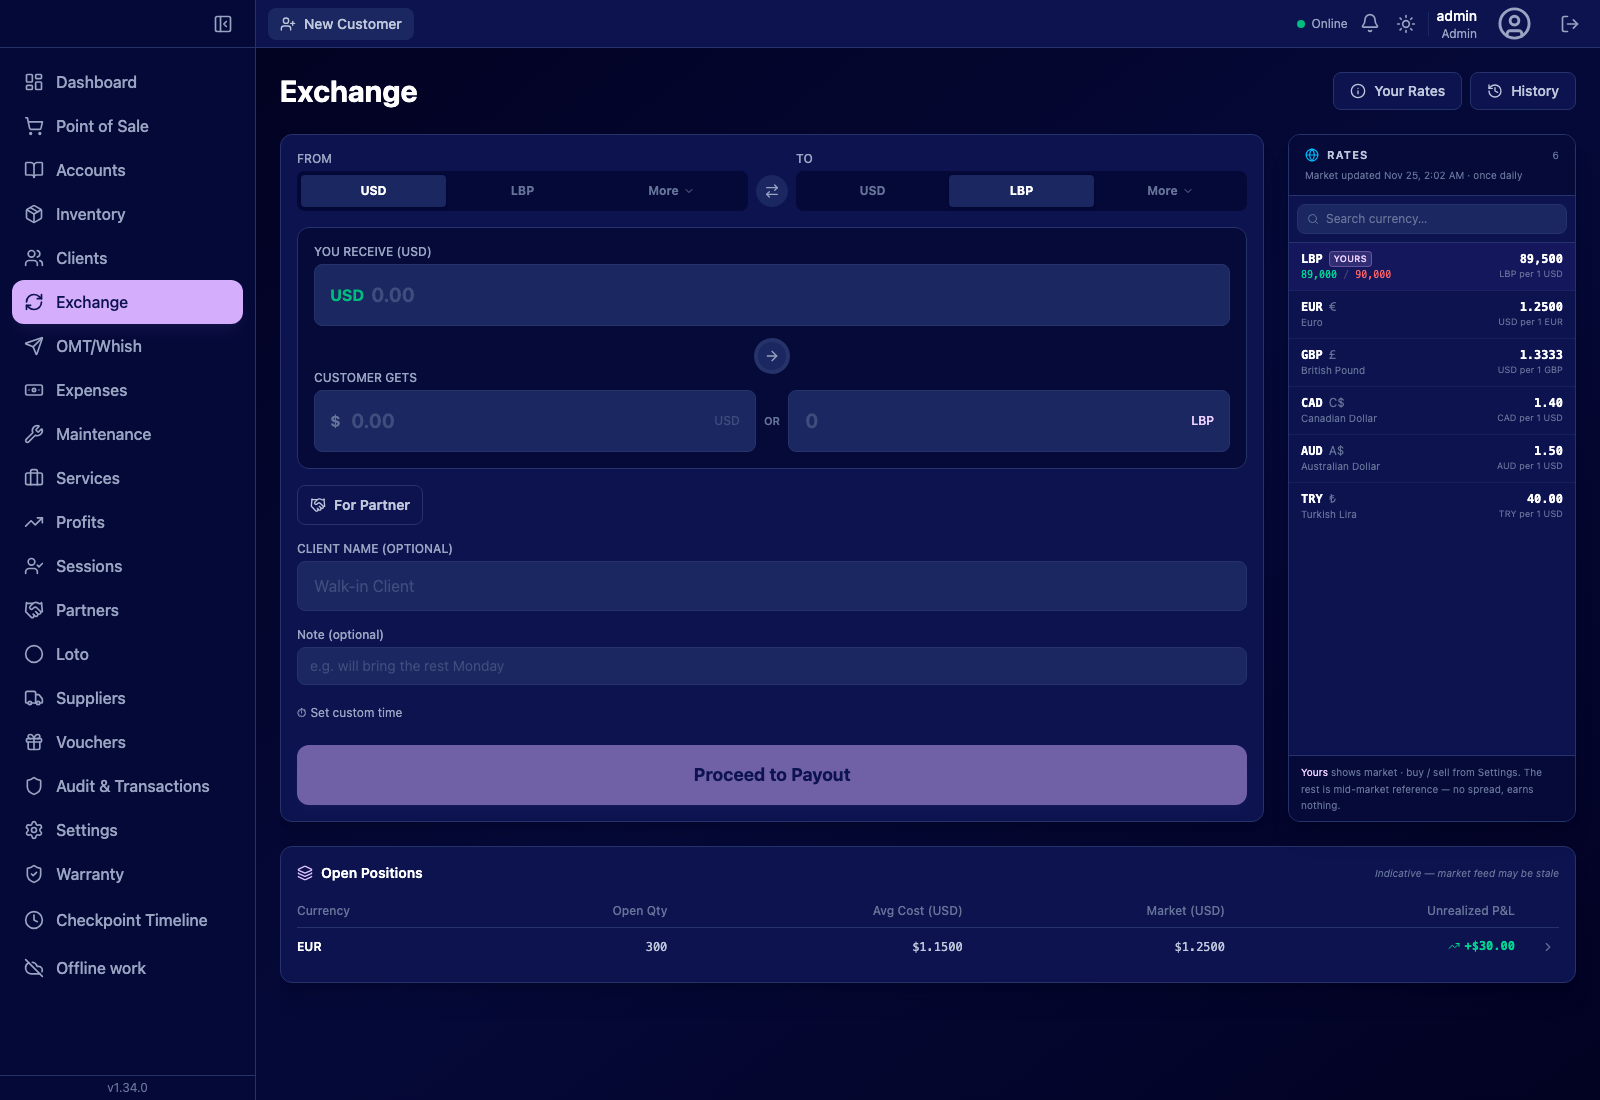 New Customer
Online
admin
Admin
Dashboard
Point of Sale
Accounts
Inventory
Clients
Exchange
OMT/Whish
Expenses
Maintenance
Services
Profits
Sessions
Partners
Loto
Suppliers
Vouchers
Audit & Transactions
Settings
Warranty
Checkpoint Timeline
Offline work
v1.34.0
Exchange
Your Rates
History
FROM
USD LBP More
TO
USD LBP More
YOU RECEIVE (USD)
USD 0.00
CUSTOMER GETS
$ 0.00 USD
OR
0 LBP
For Partner
CLIENT NAME (OPTIONAL)
Walk-in Client
Note (optional)
e.g. will bring the rest Monday
Set custom time
Proceed to Payout
RATES 6
Market updated Nov 25, 2:02 AM · once daily
Search currency...
LBP YOURS 89,500
89,000 / 90,000 LBP per 1 USD
EUR € 1.2500
Euro USD per 1 EUR
GBP £ 1.3333
British Pound USD per 1 GBP
CAD C$ 1.40
Canadian Dollar CAD per 1 USD
AUD A$ 1.50
Australian Dollar AUD per 1 USD
TRY ₺ 40.00
Turkish Lira TRY per 1 USD
Yours shows market · buy / sell from Settings. The
rest is mid-market reference — no spread, earns
nothing.
Open Positions
Indicative — market feed may be stale
Currency Open Qty Avg Cost (USD) Market (USD) Unrealized P&L
EUR 300 $1.1500 $1.2500 +$30.00